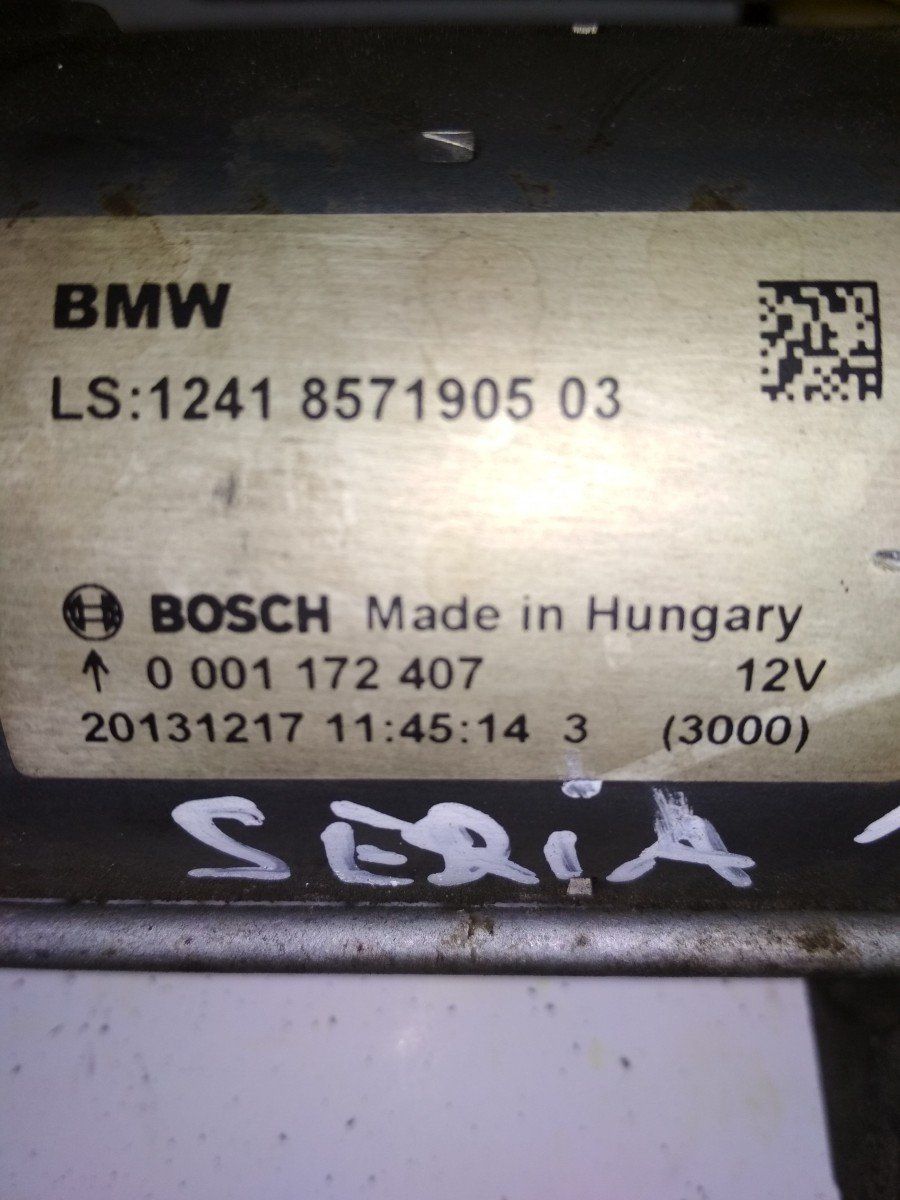 BMW
LS:1241 8571905 03
BOSCH Made in Hungary
↑ 0 001 172 407 12V
20131217 11:45:14 3 (3000)
SERiA